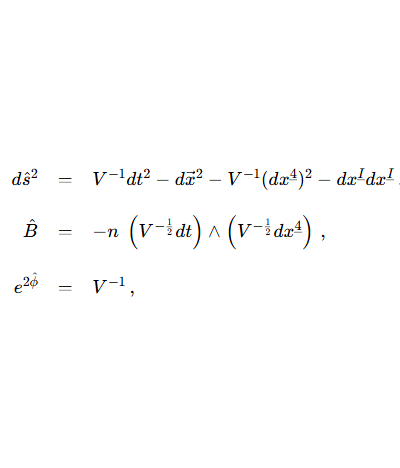 dŝ² = V⁻¹dt² − dx⃗² − V⁻¹(dx⁴̲)² − dx^I̲ dx^I̲
B̂ = −n (V^{−1/2}dt) ∧ (V^{−1/2}dx⁴̲) ,
e^{2φ̂} = V⁻¹ ,